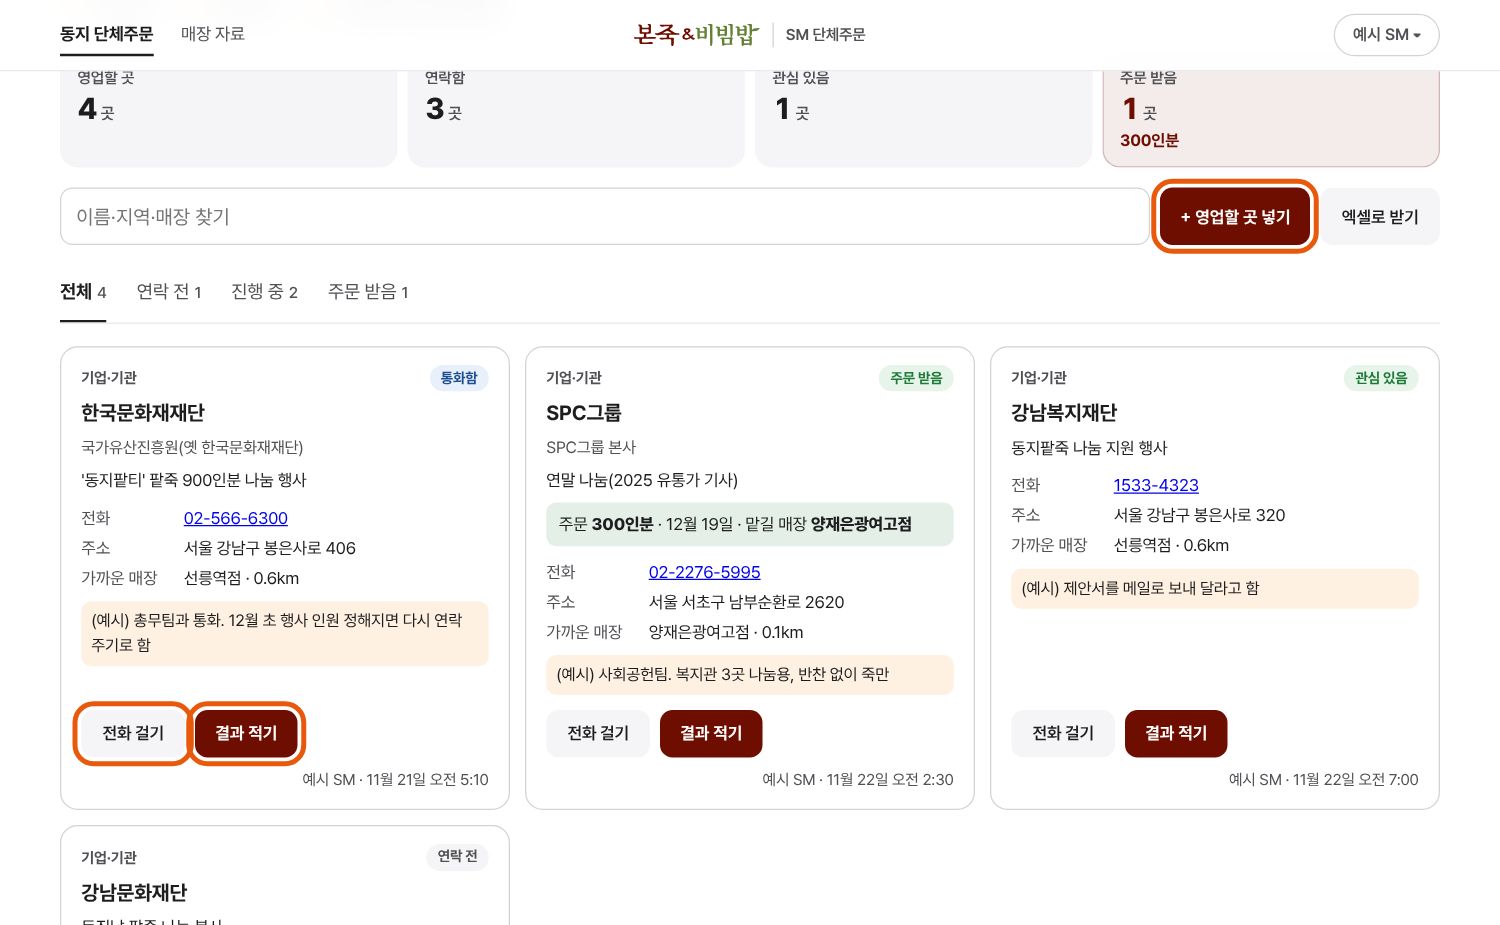 동지 단체주문 매장 자료 본죽&비빔밥 SM 단체주문 예시 SM
영업할 곳 연락함 관심 있음 주문 받음
4 곳 3 곳 1 곳 1 곳
300인분
이름·지역·매장 찾기 + 영업할 곳 넣기 엑셀로 받기
전체 4 연락 전 1 진행 중 2 주문 받음 1
기업·기관 통화함
한국문화재재단
국가유산진흥원(옛 한국문화재재단)
'동지팥티' 팥죽 900인분 나눔 행사
전화 02-566-6300
주소 서울 강남구 봉은사로 406
가까운 매장 선릉역점 · 0.6km
(예시) 총무팀과 통화. 12월 초 행사 인원 정해지면 다시 연락
주기로 함
전화 걸기 결과 적기
예시 SM · 11월 21일 오전 5:10
기업·기관 주문 받음
SPC그룹
SPC그룹 본사
연말 나눔(2025 유통가 기사)
주문 300인분 · 12월 19일 · 맡길 매장 양재은광여고점
전화 02-2276-5995
주소 서울 서초구 남부순환로 2620
가까운 매장 양재은광여고점 · 0.1km
(예시) 사회공헌팀. 복지관 3곳 나눔용, 반찬 없이 죽만
전화 걸기 결과 적기
예시 SM · 11월 22일 오전 2:30
기업·기관 관심 있음
강남복지재단
동지팥죽 나눔 지원 행사
전화 1533-4323
주소 서울 강남구 봉은사로 320
가까운 매장 선릉역점 · 0.6km
(예시) 제안서를 메일로 보내 달라고 함
전화 걸기 결과 적기
예시 SM · 11월 22일 오전 7:00
기업·기관 연락 전
강남문화재단